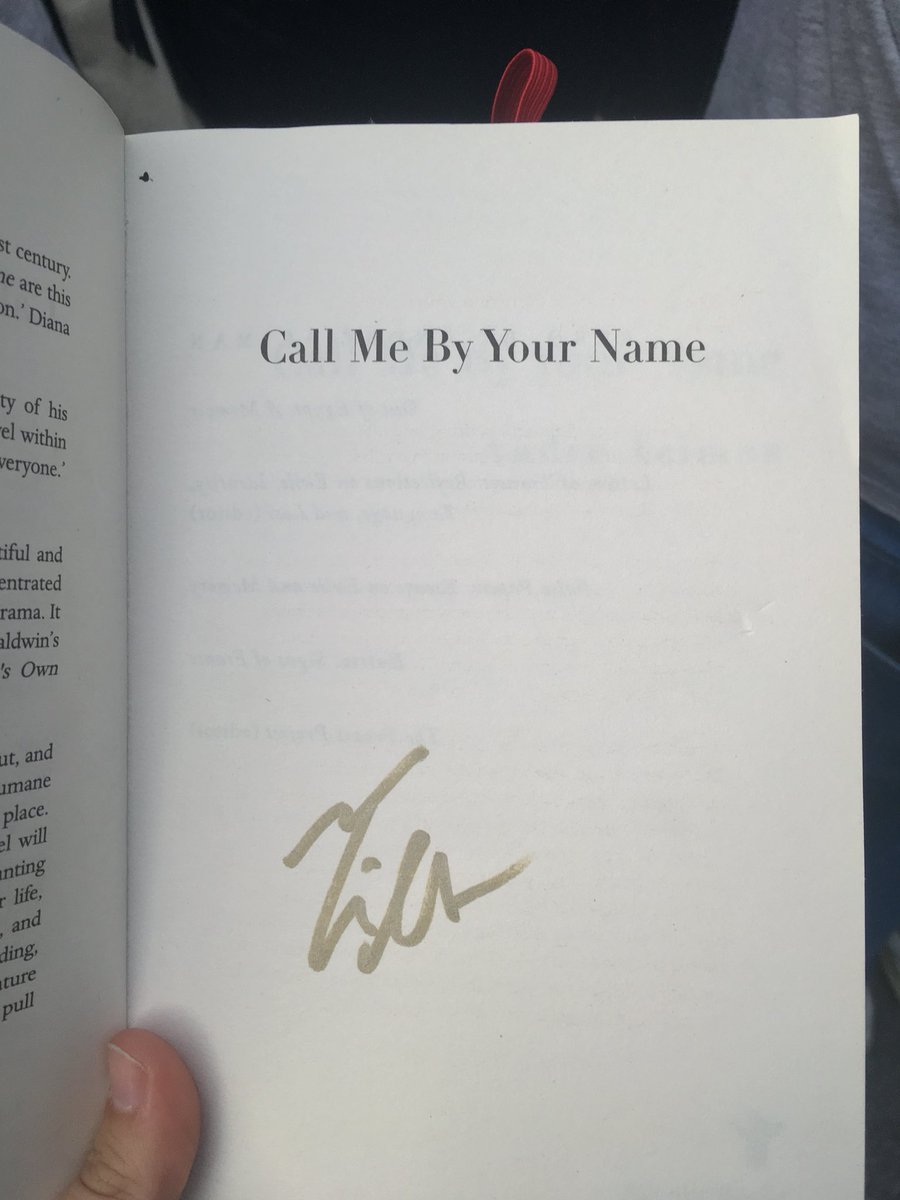 st century.
ne are this
on.' Diana
ty of his
el within
veryone.'
tiful and
entrated
rama. It
aldwin's
's Own
ut, and
umane
place.
el will
unting
r life,
, and
ding,
ature
pull
Call Me By Your Name